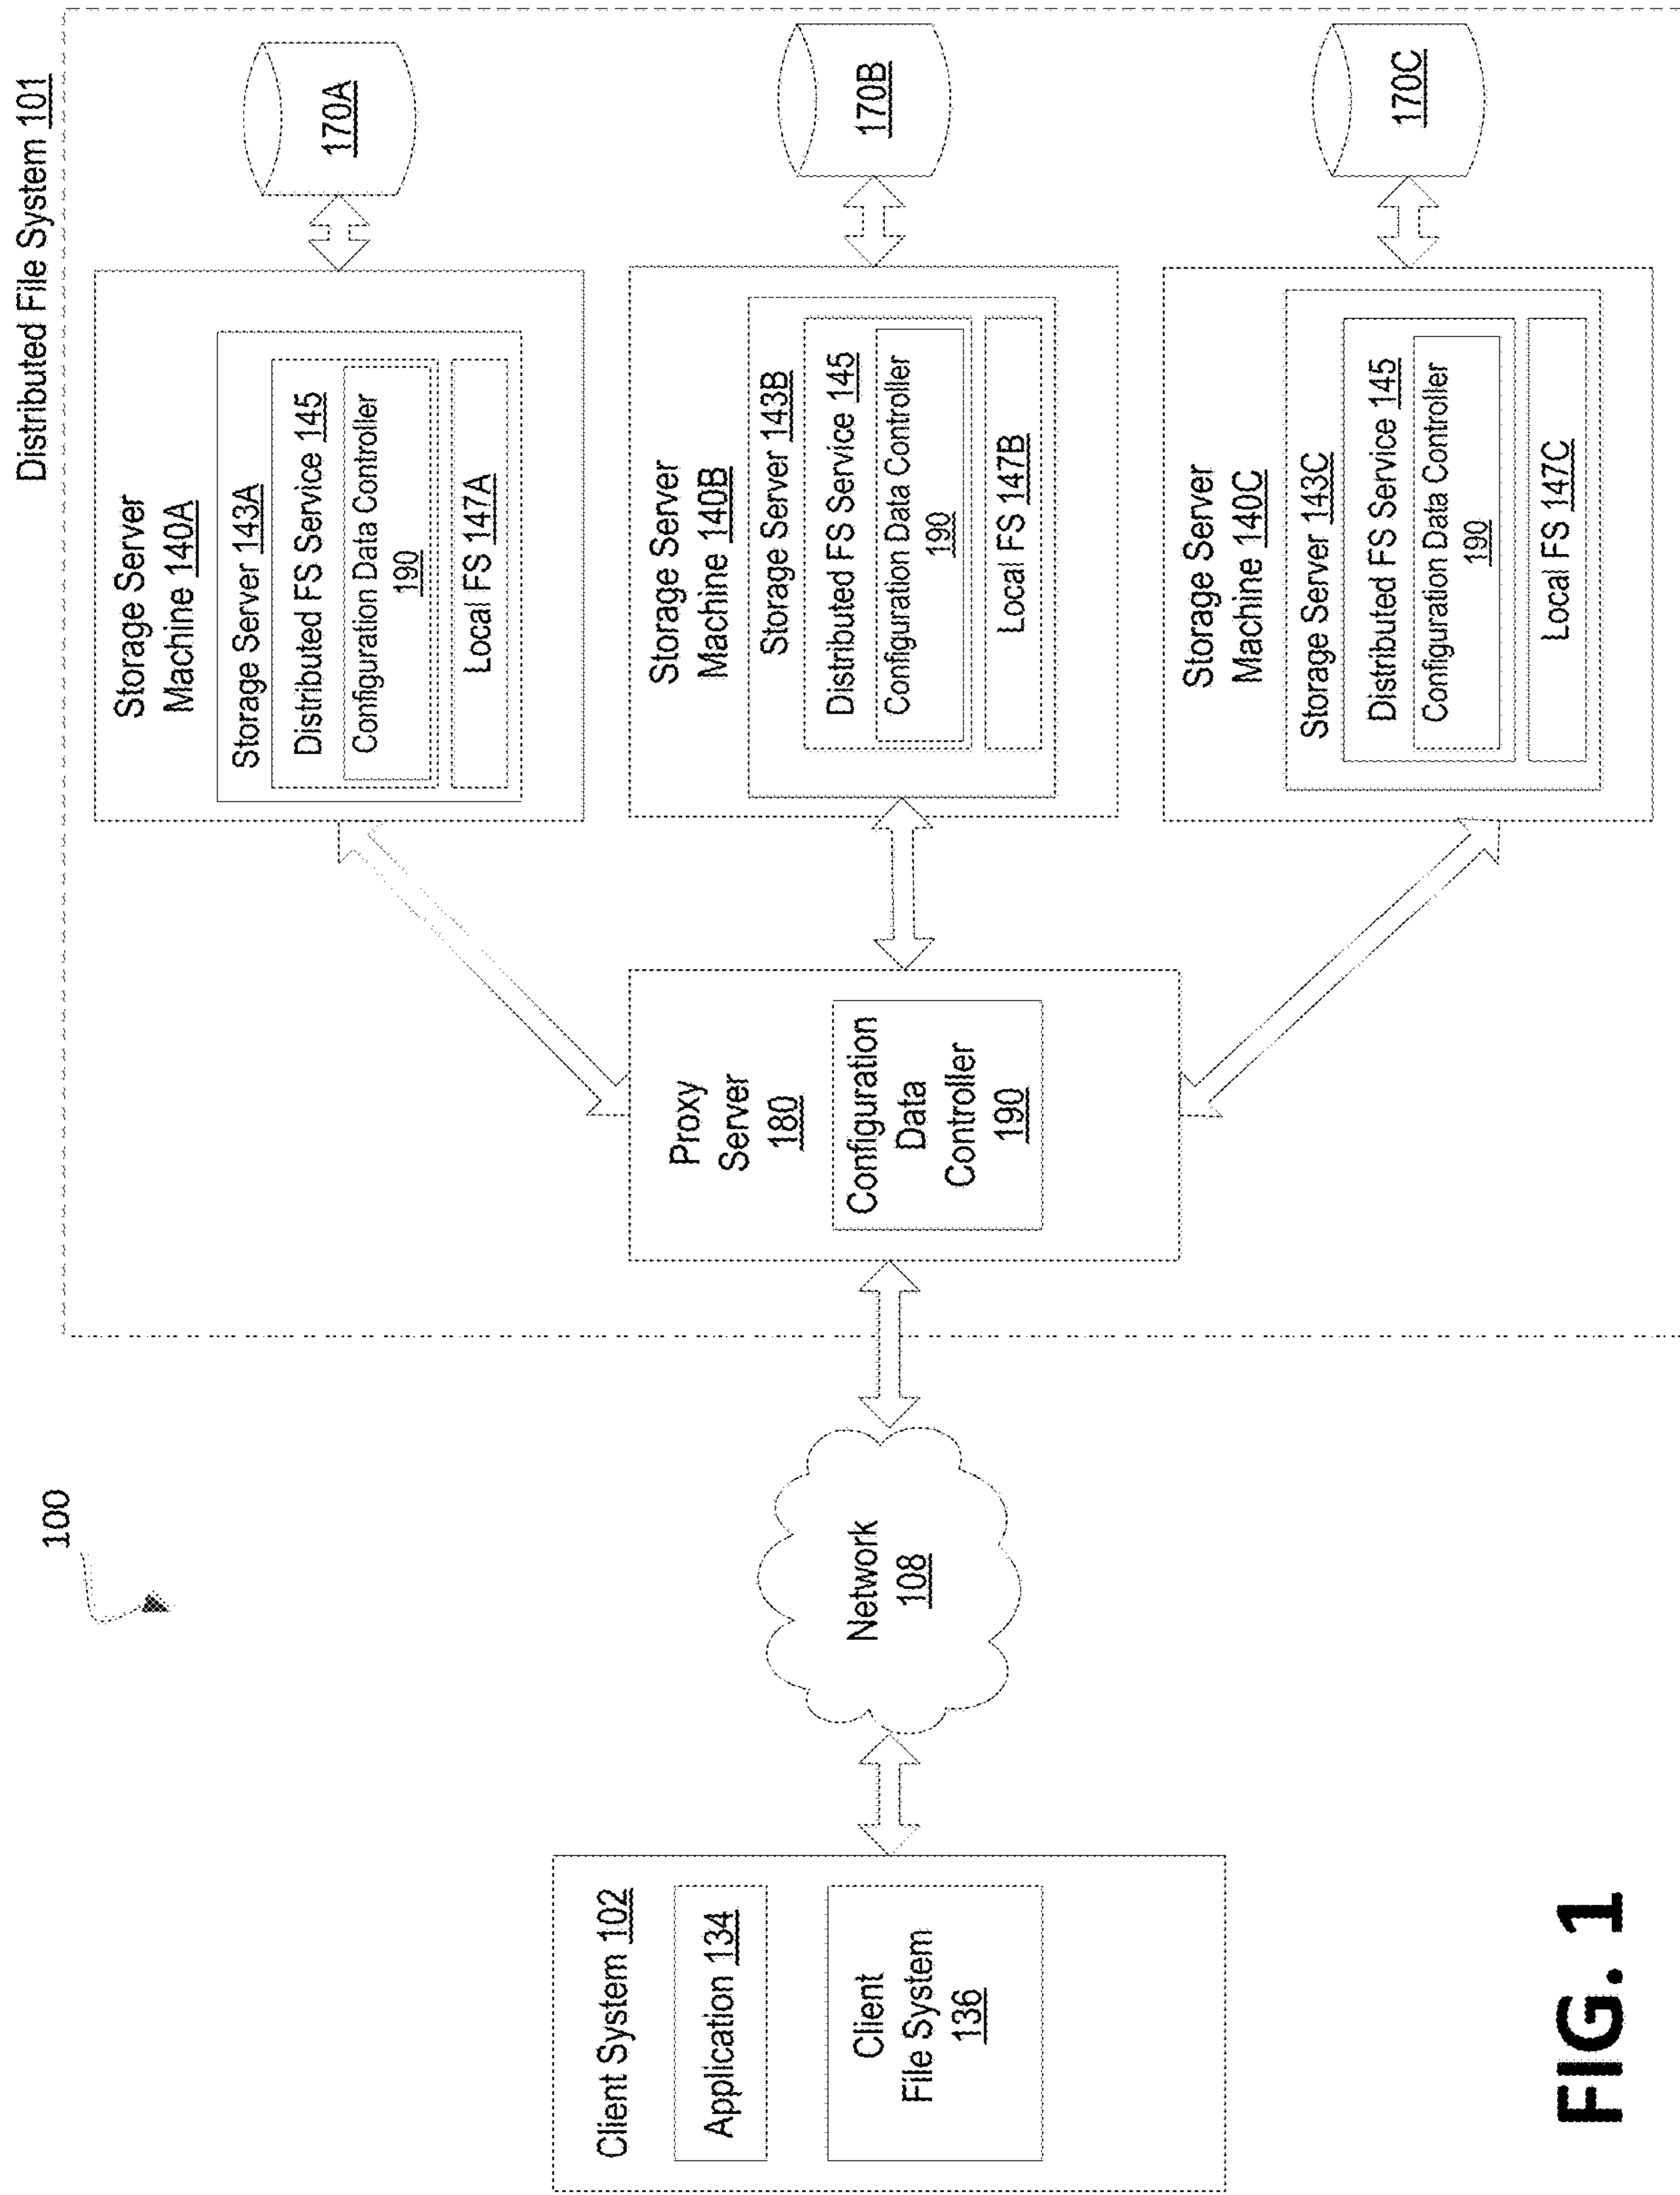 100
Distributed File System 101
Client System 102
Application 134
Client
File System
136
Network
108
Proxy
Server
180
Configuration
Data
Controller
190
Storage Server
Machine 140A
Storage Server 143A
Distributed FS Service 145
Configuration Data Controller
190
Local FS 147A
170A
Storage Server
Machine 140B
Storage Server 143B
Distributed FS Service 145
Configuration Data Controller
190
Local FS 147B
170B
Storage Server
Machine 140C
Storage Server 143C
Distributed FS Service 145
Configuration Data Controller
190
Local FS 147C
170C
FIG. 1